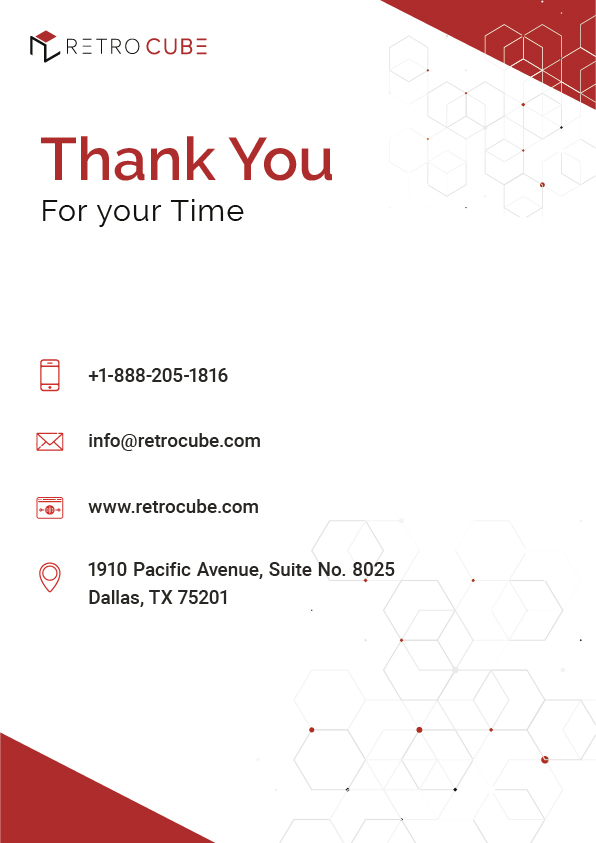 RETRO CUBE
Thank You
For your Time
+1-888-205-1816
info@retrocube.com
www.retrocube.com
1910 Pacific Avenue, Suite No. 8025
Dallas, TX 75201